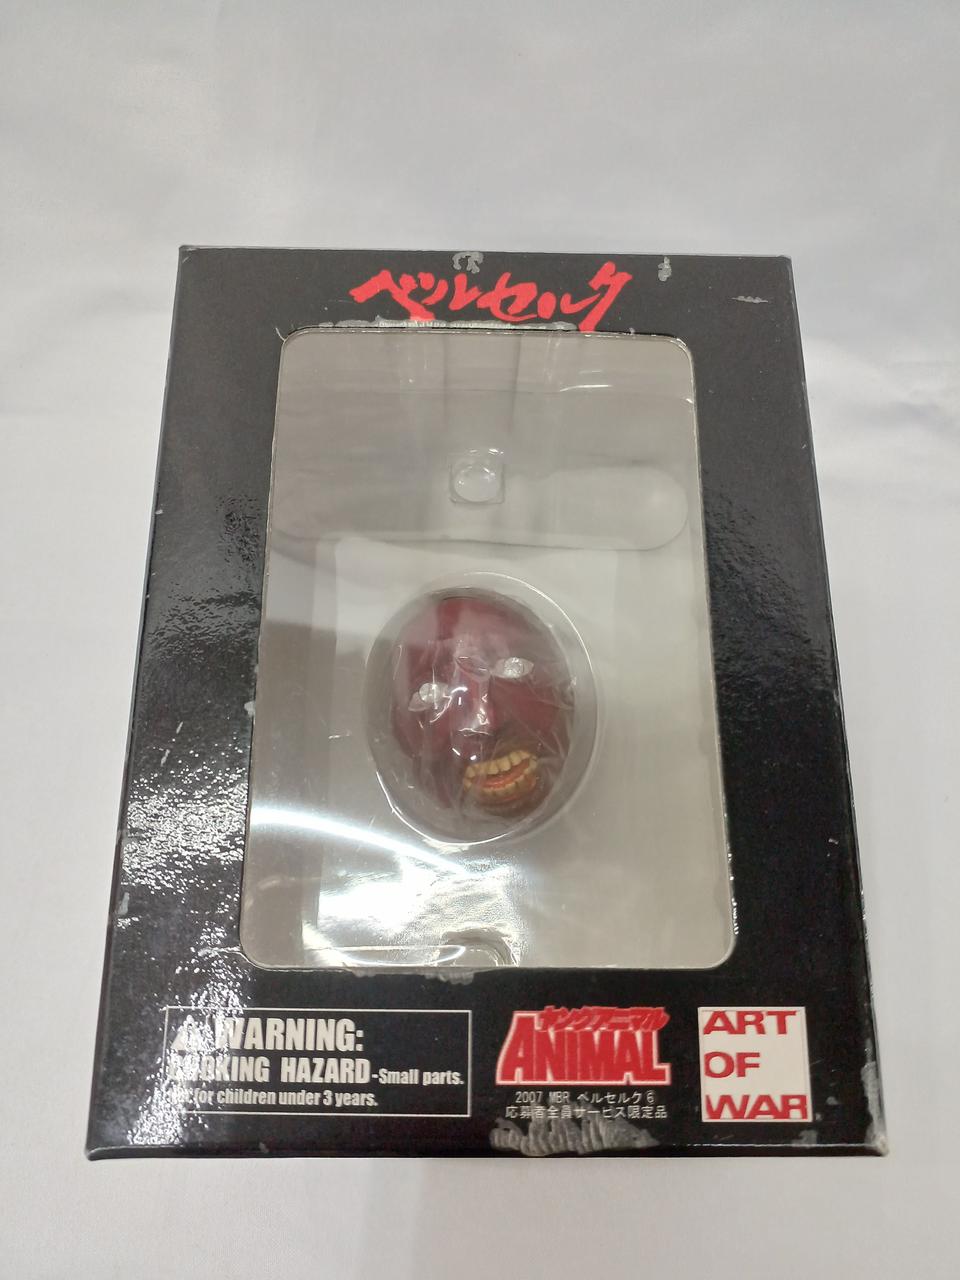 ベルセルク
WARNING:
CHOKING HAZARD-Small parts.
Not for children under 3 years.
ヤングアニマル
ANIMAL
2007 MBR ベルセルク⑥
応募者全員サービス限定品
ART
OF
WAR